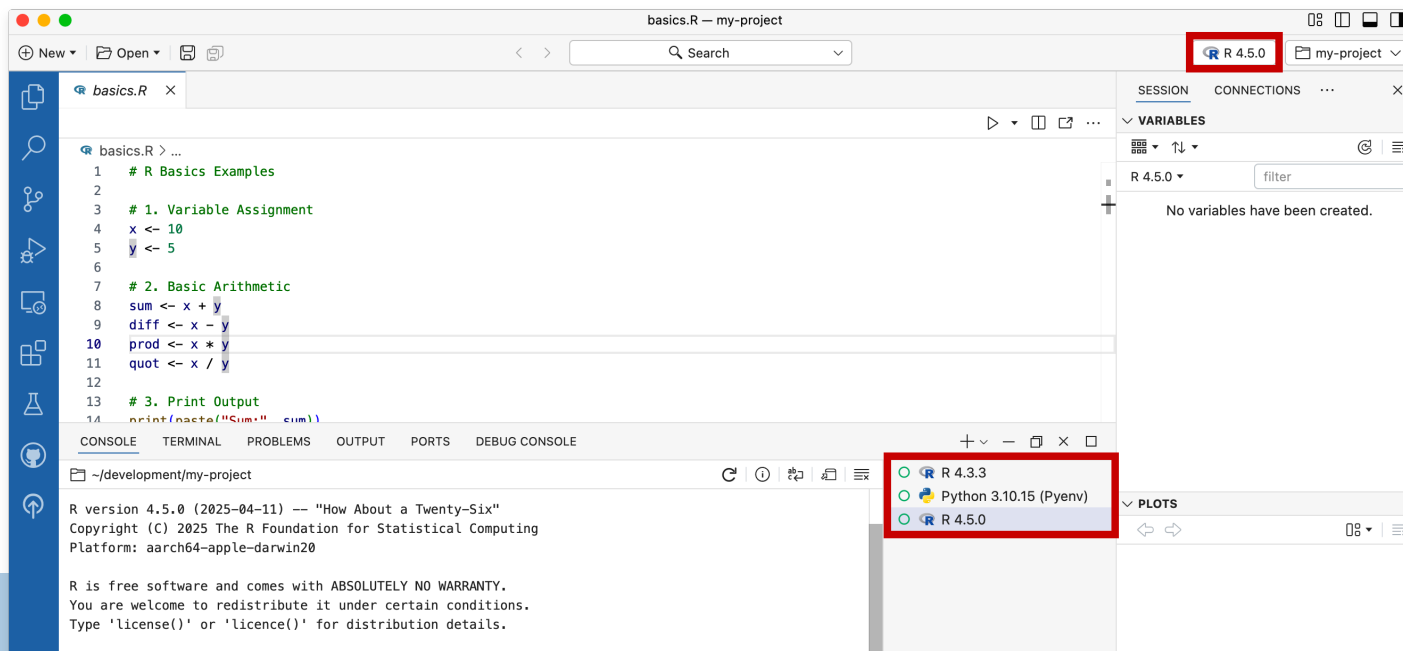 basics.R — my-project
New
Open
Search
R 4.5.0
my-project
basics.R
SESSION
CONNECTIONS
VARIABLES
R 4.5.0
filter
No variables have been created.
basics.R > ...
1 # R Basics Examples
2
3 # 1. Variable Assignment
4 x <- 10
5 y <- 5
6
7 # 2. Basic Arithmetic
8 sum <- x + y
9 diff <- x - y
10 prod <- x * y
11 quot <- x / y
12
13 # 3. Print Output
14 print(paste("Sum:", sum))
CONSOLE
TERMINAL
PROBLEMS
OUTPUT
PORTS
DEBUG CONSOLE
~/development/my-project
R 4.3.3
Python 3.10.15 (Pyenv)
R 4.5.0
PLOTS
R version 4.5.0 (2025-04-11) -- "How About a Twenty-Six"
Copyright (C) 2025 The R Foundation for Statistical Computing
Platform: aarch64-apple-darwin20
R is free software and comes with ABSOLUTELY NO WARRANTY.
You are welcome to redistribute it under certain conditions.
Type 'license()' or 'licence()' for distribution details.